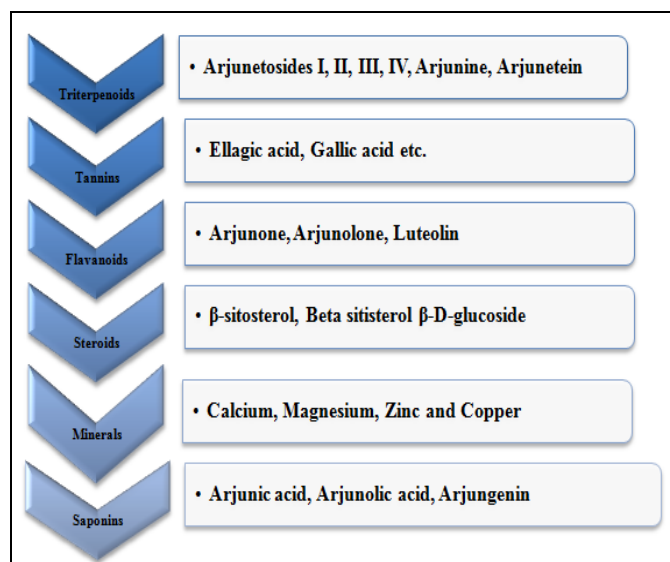 • Arjunetosides I, II, III, IV, Arjunine, Arjunetein
Triterpenoids
• Ellagic acid, Gallic acid etc.
Tannins
• Arjunone, Arjunolone, Luteolin
Flavanoids
• β-sitosterol, Beta sitisterol β-D-glucoside
Steroids
• Calcium, Magnesium, Zinc and Copper
Minerals
• Arjunic acid, Arjunolic acid, Arjungenin
Saponins